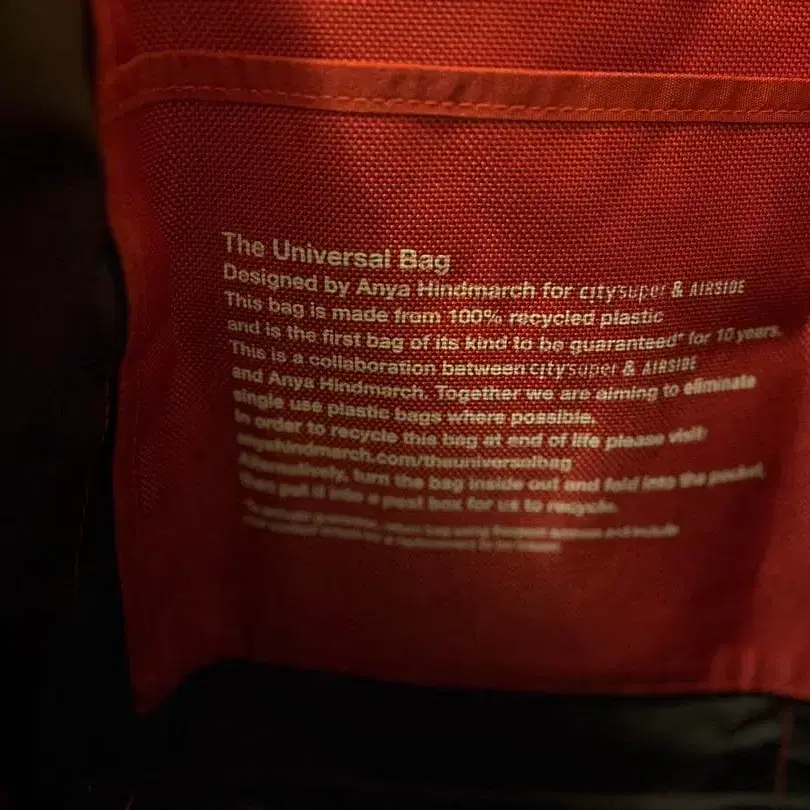 The Universal Bag
Designed by Anya Hindmarch for citysuper & AIRSIDE
This bag is made from 100% recycled plastic
and is the first bag of its kind to be guaranteed* for 10 years.
This is a collaboration between citysuper & AIRSIDE
and Anya Hindmarch. Together we are aiming to eliminate
single use plastic bags where possible.
In order to recycle this bag at end of life please visit
anyahindmarch.com/theuniversalbag
Alternatively, turn the bag inside out and fold into the pocket,
then put it into a post box for us to recycle.